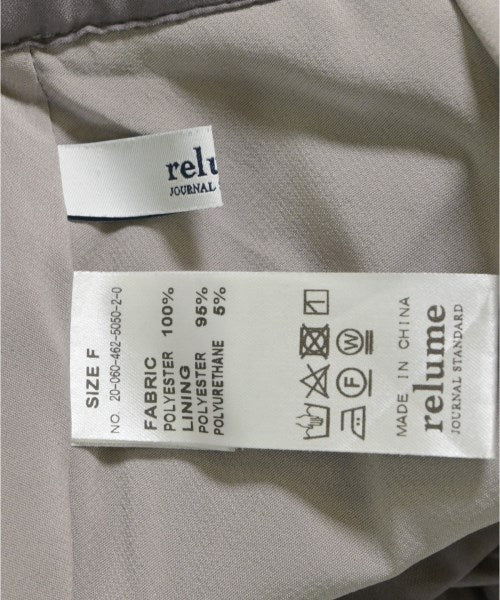 relu
JOURNAL
SIZE F
NO. 20-060-462-5050-2-0
FABRIC
POLYESTER 100%
LINING
POLYESTER 95%
POLYURETHANE 5%
F W
MADE IN CHINA
relume
JOURNAL STANDARD